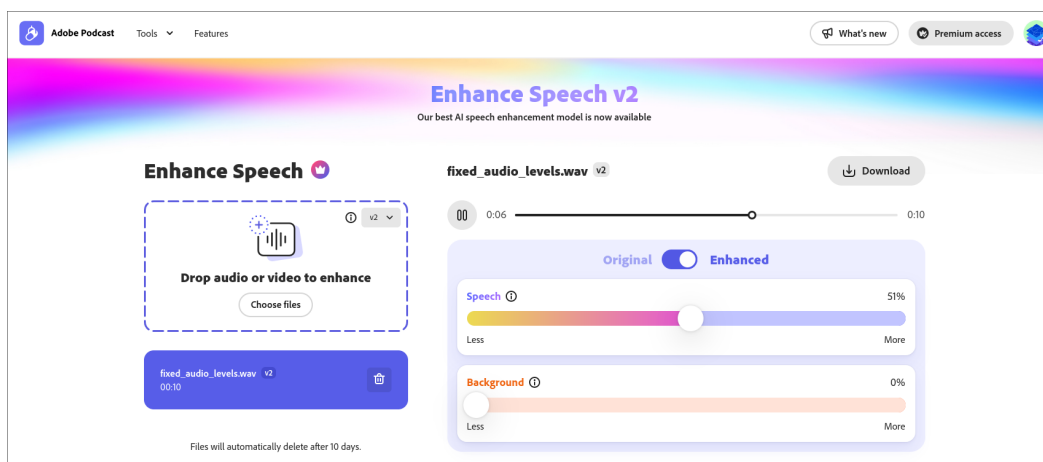 Adobe Podcast Tools Features What's new Premium access
Enhance Speech v2
Our best AI speech enhancement model is now available
Enhance Speech
v2
Drop audio or video to enhance
Choose files
fixed_audio_levels.wav v2
00:10
Files will automatically delete after 10 days.
fixed_audio_levels.wav v2 Download
0:06 0:10
Original Enhanced
Speech 51%
Less More
Background 0%
Less More